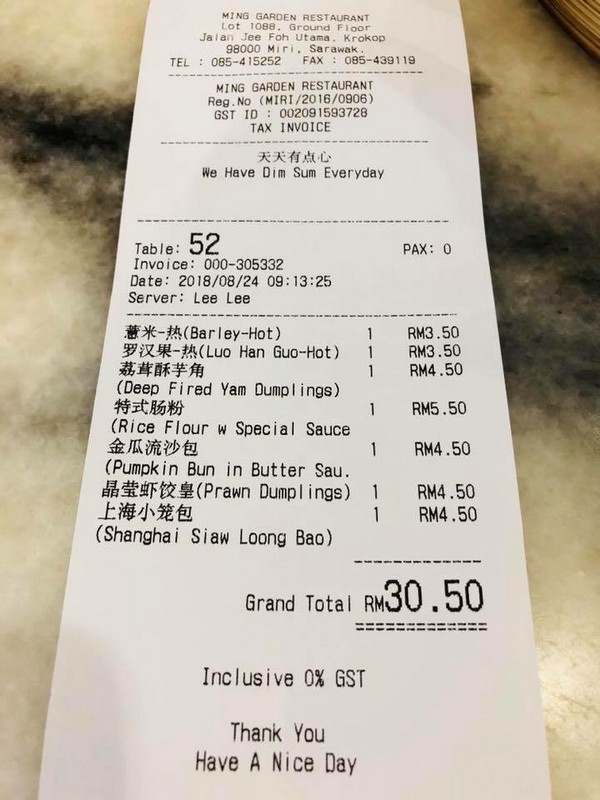 MING GARDEN RESTAURANT
Lot 1088, Ground Floor
Jalan Jee Foh Utama, Krokop
98000 Miri, Sarawak.
TEL : 085-415252 FAX : 085-439119
MING GARDEN RESTAURANT
Reg.No (MIRI/2016/0906)
GST ID : 002091593728
TAX INVOICE
天天有点心
We Have Dim Sum Everyday
Table: 52 PAX: 0
Invoice: 000-305332
Date: 2018/08/24 09:13:25
Server: Lee Lee
薏米-热(Barley-Hot) 1 RM3.50
罗汉果-热(Luo Han Guo-Hot) 1 RM3.50
荔茸酥芋角 1 RM4.50
(Deep Fired Yam Dumplings)
特式肠粉 1 RM5.50
(Rice Flour w Special Sauce
金瓜流沙包 1 RM4.50
(Pumpkin Bun in Butter Sau.
晶莹虾饺皇(Prawn Dumplings) 1 RM4.50
上海小笼包 1 RM4.50
(Shanghai Siaw Loong Bao)
Grand Total RM30.50
Inclusive 0% GST
Thank You
Have A Nice Day